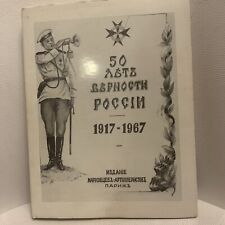 50
ЛѢТЪ
ВѢРНОСТИ
РОССІИ
1917-1967
ИЗДАНІЕ
МАРКОВЦЕВЪ-АРТИЛЛЕРИСТОВЪ
ПАРИЖЪ